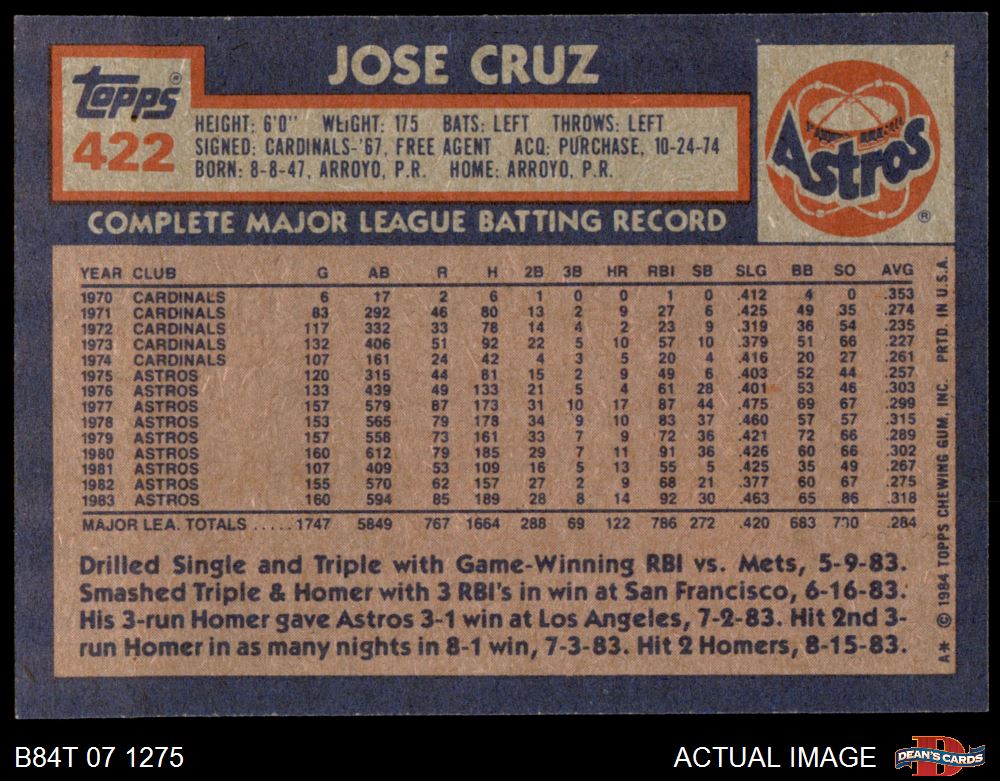 JOSE CRUZ
topps®
422
HEIGHT: 6'0" WEIGHT: 175 BATS: LEFT THROWS: LEFT
SIGNED: CARDINALS-'67, FREE AGENT ACQ: PURCHASE, 10-24-74
BORN: 8-8-47, ARROYO, P.R. HOME: ARROYO, P.R.
Astros
®
COMPLETE MAJOR LEAGUE BATTING RECORD
YEAR CLUB G AB R H 2B 3B HR RBI SB SLG BB SO AVG
1970 CARDINALS 6 17 2 6 1 0 0 1 0 .412 4 0 .353
1971 CARDINALS 83 292 46 80 13 2 9 27 6 .425 49 35 .274
1972 CARDINALS 117 332 33 78 14 4 2 23 9 .319 36 54 .235
1973 CARDINALS 132 406 51 92 22 5 10 57 10 .379 51 66 .227
1974 CARDINALS 107 161 24 42 4 3 5 20 4 .416 20 27 .261
1975 ASTROS 120 315 44 81 15 2 9 49 6 .403 52 44 .257
1976 ASTROS 133 439 49 133 21 5 4 61 28 .401 53 46 .303
1977 ASTROS 157 579 87 173 31 10 17 87 44 .475 69 67 .299
1978 ASTROS 153 565 79 178 34 9 10 83 37 .460 57 57 .315
1979 ASTROS 157 558 73 161 33 7 9 72 36 .421 72 66 .289
1980 ASTROS 160 612 79 185 29 7 11 91 36 .426 60 66 .302
1981 ASTROS 107 409 53 109 16 5 13 55 5 .425 35 49 .267
1982 ASTROS 155 570 62 157 27 2 9 68 21 .377 60 67 .275
1983 ASTROS 160 594 85 189 28 8 14 92 30 .463 65 86 .318
MAJOR LEA. TOTALS ..... 1747 5849 767 1664 288 69 122 786 272 .420 683 730 .284
Drilled Single and Triple with Game-Winning RBI vs. Mets, 5-9-83.
Smashed Triple & Homer with 3 RBI's in win at San Francisco, 6-16-83.
His 3-run Homer gave Astros 3-1 win at Los Angeles, 7-2-83. Hit 2nd 3-
run Homer in as many nights in 8-1 win, 7-3-83. Hit 2 Homers, 8-15-83.
A* © 1984 TOPPS CHEWING GUM, INC. PRTD. IN U.S.A.
B84T 07 1275
ACTUAL IMAGE
D
DEAN'S CARDS